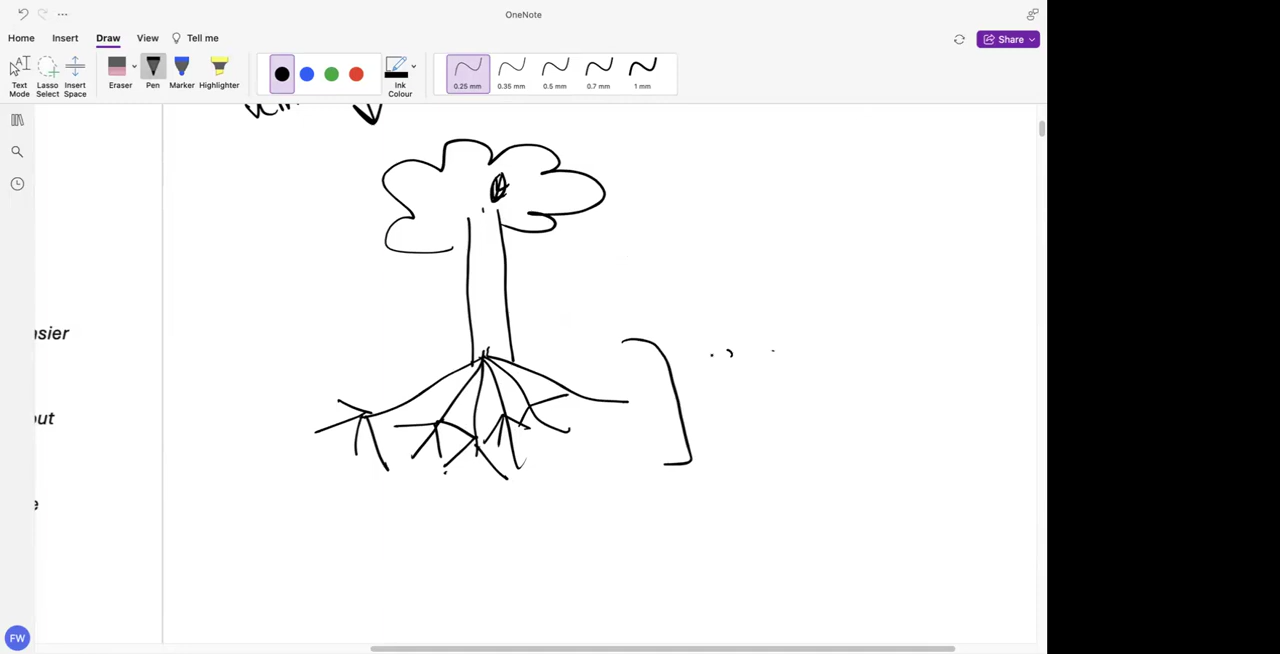 OneNote
Home Insert Draw View Tell me
Share
Text Mode
Lasso Select
Insert Space
Eraser
Pen
Marker
Highlighter
Ink Colour
0.25 mm
0.35 mm
0.5 mm
0.7 mm
1 mm
sier
out
e
FW